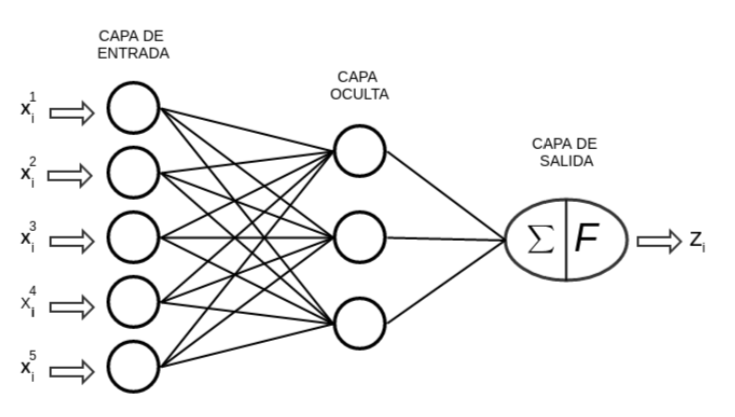 CAPA DE
ENTRADA
CAPA
OCULTA
CAPA DE
SALIDA
x_i^1
x_i^2
x_i^3
x_i^4
x_i^5
Σ F
z_i